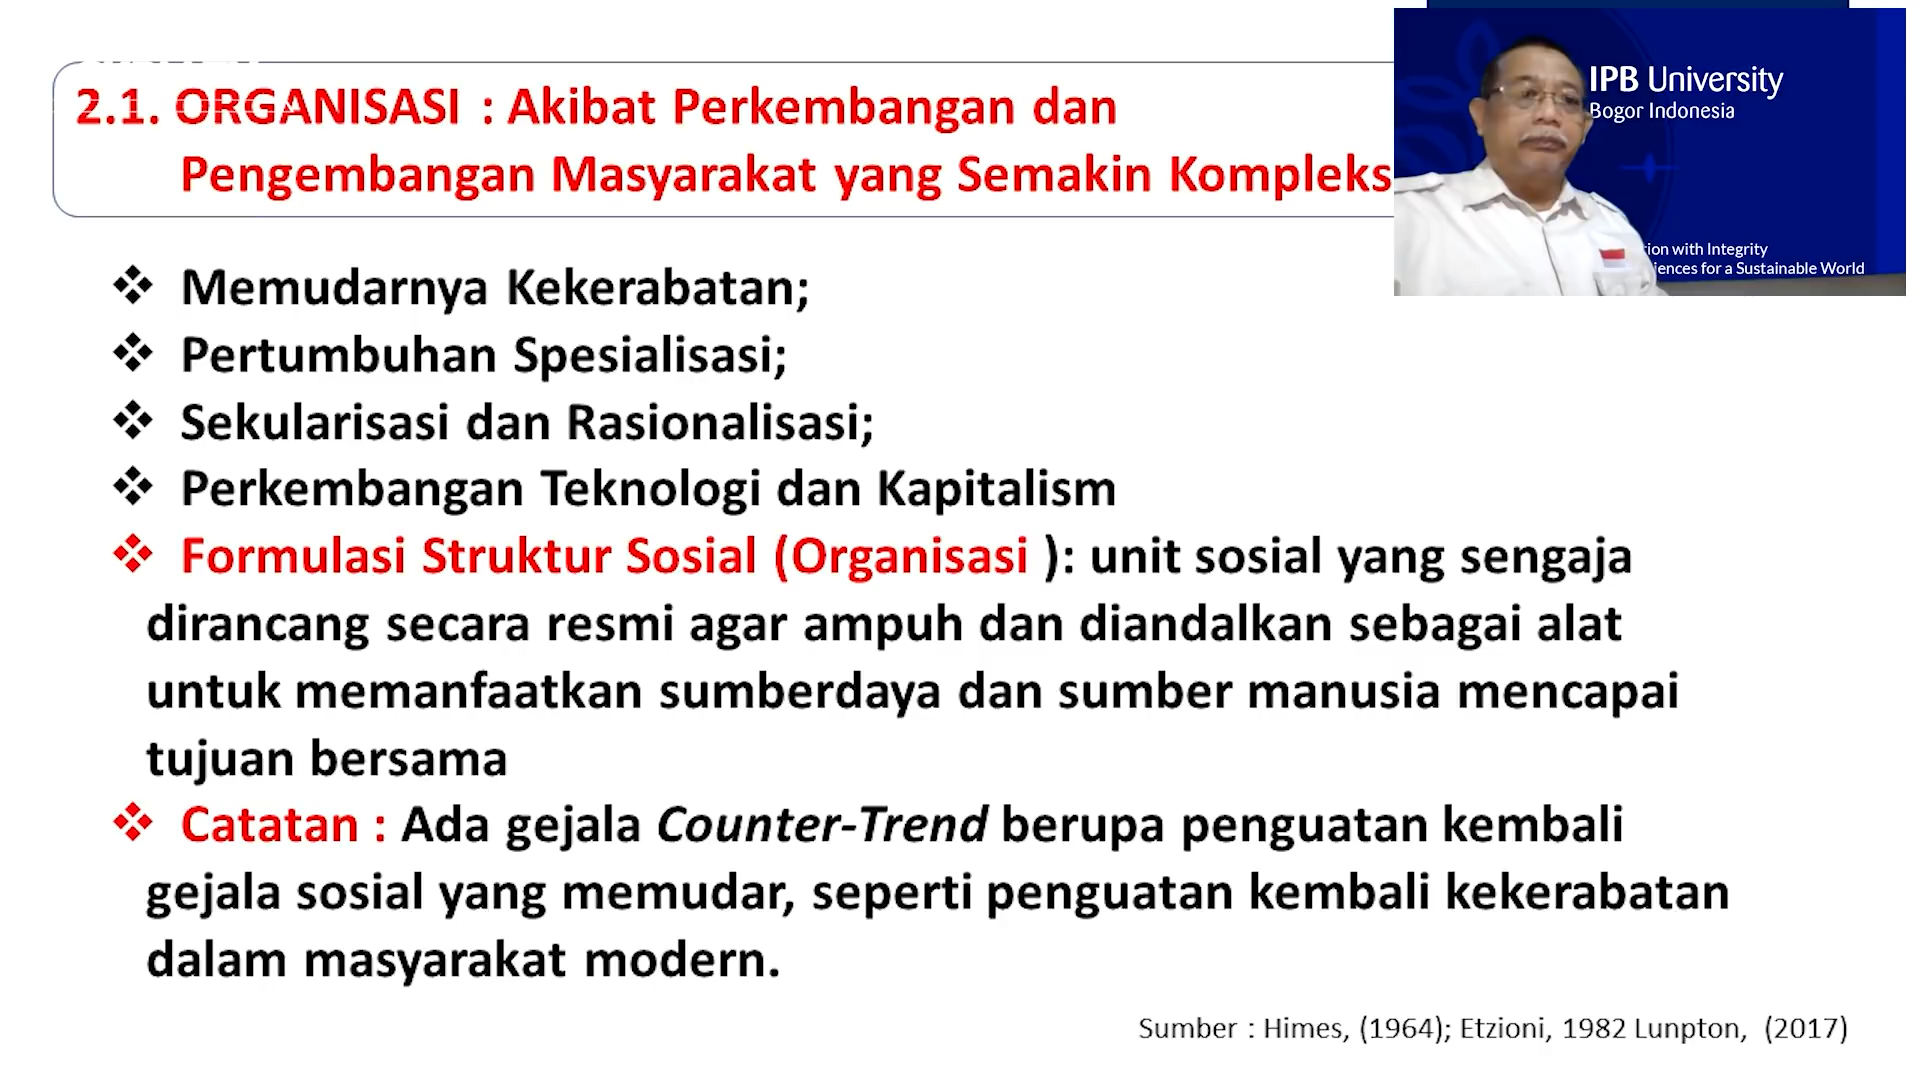 2.1. ORGANISASI : Akibat Perkembangan dan
Pengembangan Masyarakat yang Semakin Kompleks
❖ Memudarnya Kekerabatan;
❖ Pertumbuhan Spesialisasi;
❖ Sekularisasi dan Rasionalisasi;
❖ Perkembangan Teknologi dan Kapitalism
❖ Formulasi Struktur Sosial (Organisasi ): unit sosial yang sengaja
dirancang secara resmi agar ampuh dan diandalkan sebagai alat
untuk memanfaatkan sumberdaya dan sumber manusia mencapai
tujuan bersama
❖ Catatan : Ada gejala Counter-Trend berupa penguatan kembali
gejala sosial yang memudar, seperti penguatan kembali kekerabatan
dalam masyarakat modern.
Sumber : Himes, (1964); Etzioni, 1982 Lunpton, (2017)
IPB University
Bogor Indonesia
with Integrity
for a Sustainable World